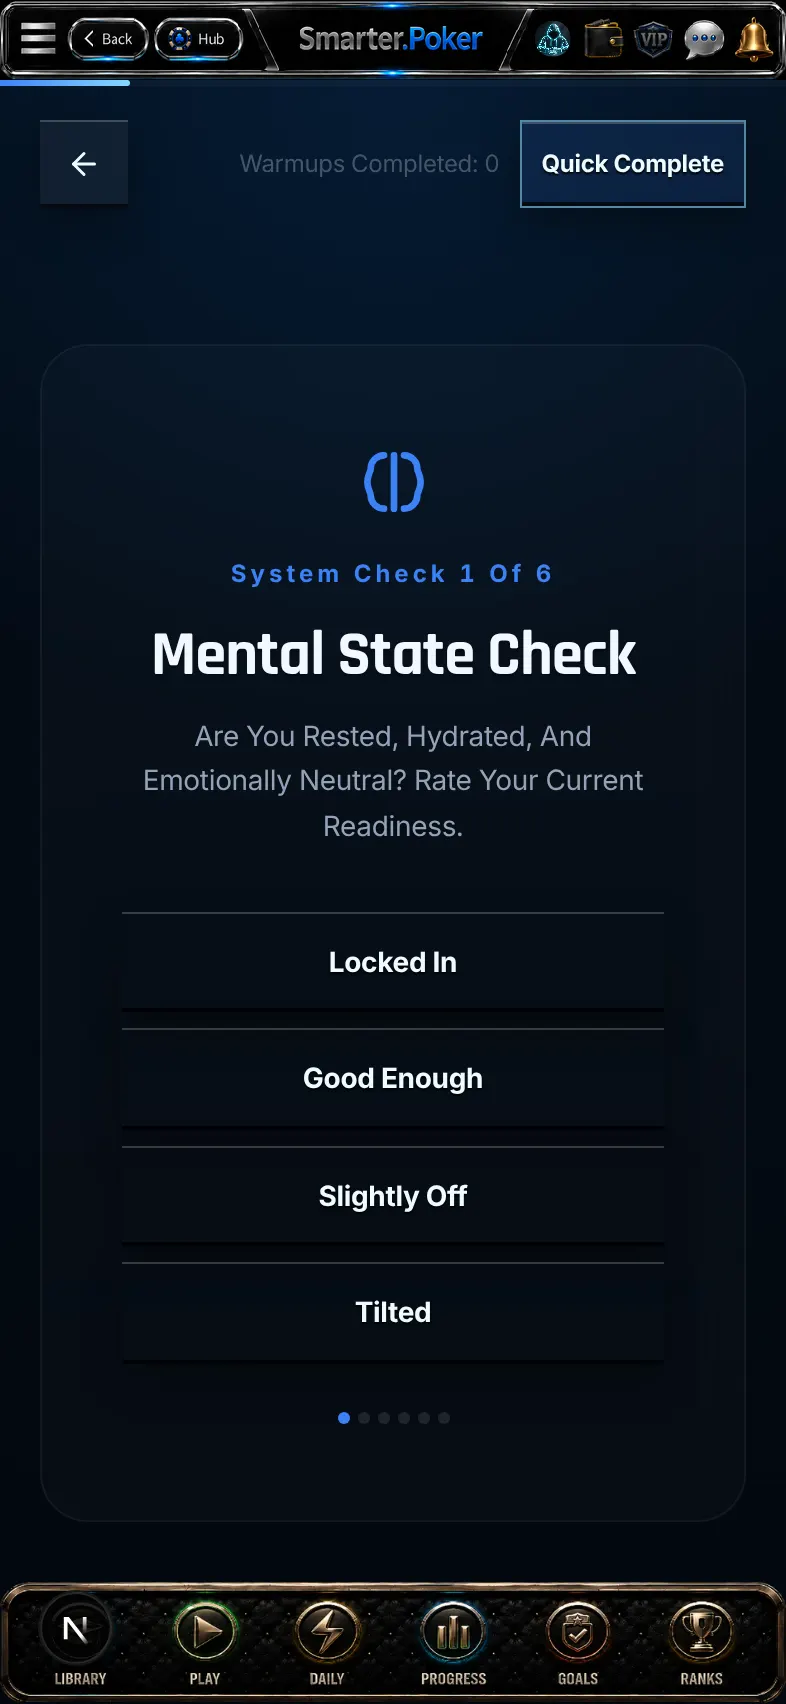 Back
Hub
Smarter.Poker
VIP
Warmups Completed: 0
Quick Complete
System Check 1 Of 6
Mental State Check
Are You Rested, Hydrated, And
Emotionally Neutral? Rate Your Current
Readiness.
Locked In
Good Enough
Slightly Off
Tilted
N
LIBRARY
PLAY
DAILY
PROGRESS
GOALS
RANKS